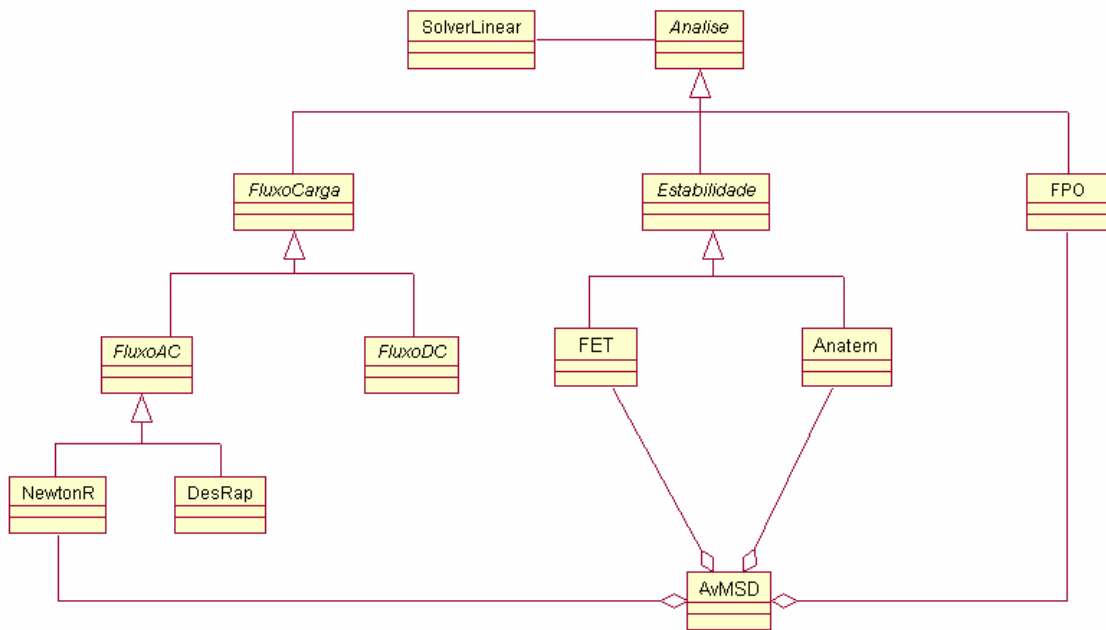 SolverLinear
Analise
FluxoCarga
Estabilidade
FPO
FluxoAC
FluxoDC
FET
Anatem
NewtonR
DesRap
AvMSD